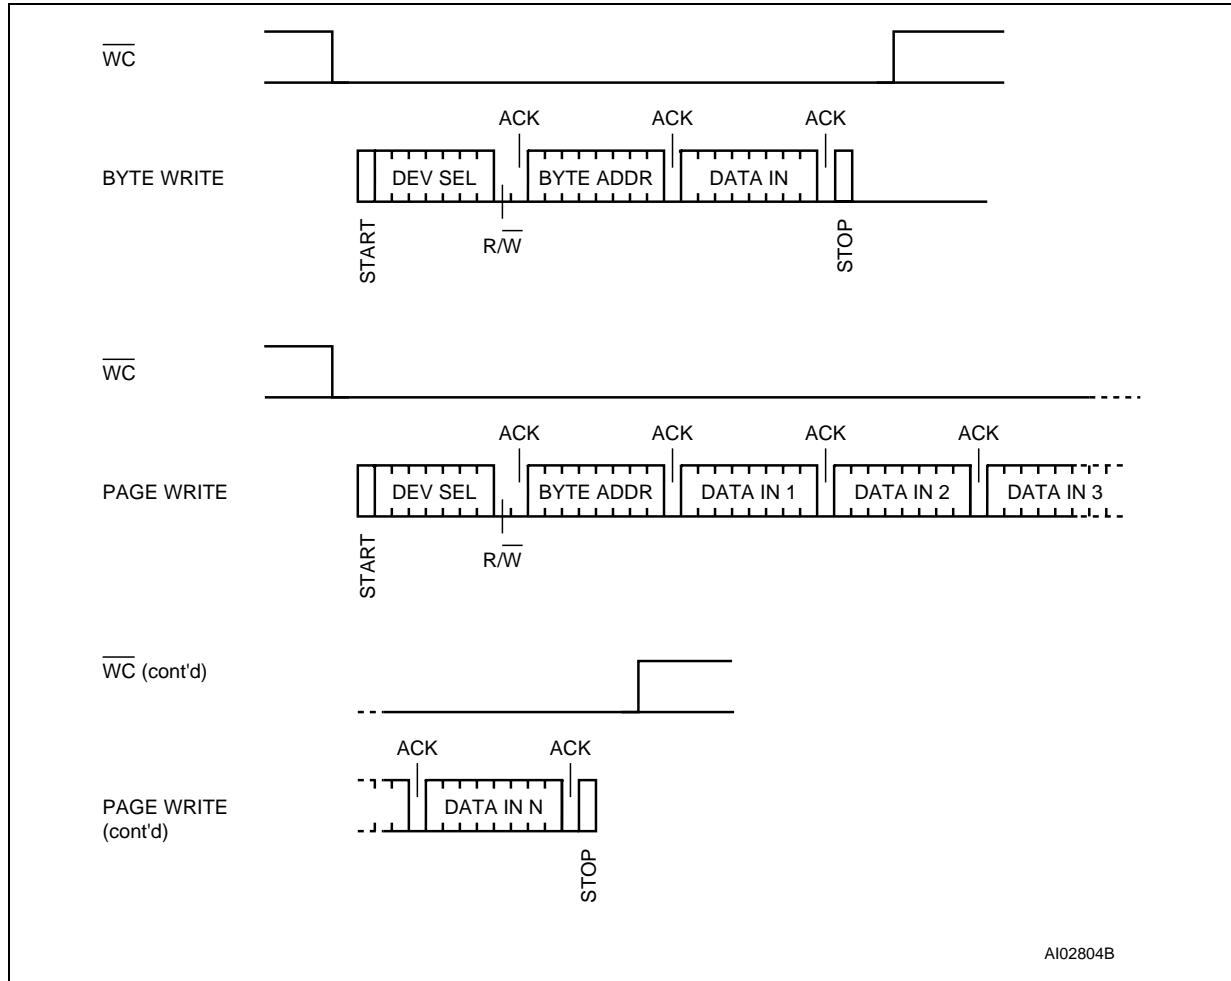 WC
ACK ACK ACK
BYTE WRITE
DEV SEL BYTE ADDR DATA IN
START
R/W
STOP
WC
ACK ACK ACK ACK
PAGE WRITE
DEV SEL BYTE ADDR DATA IN 1 DATA IN 2 DATA IN 3
START
R/W
WC (cont'd)
ACK ACK
PAGE WRITE
(cont'd)
DATA IN N
STOP
AI02804B